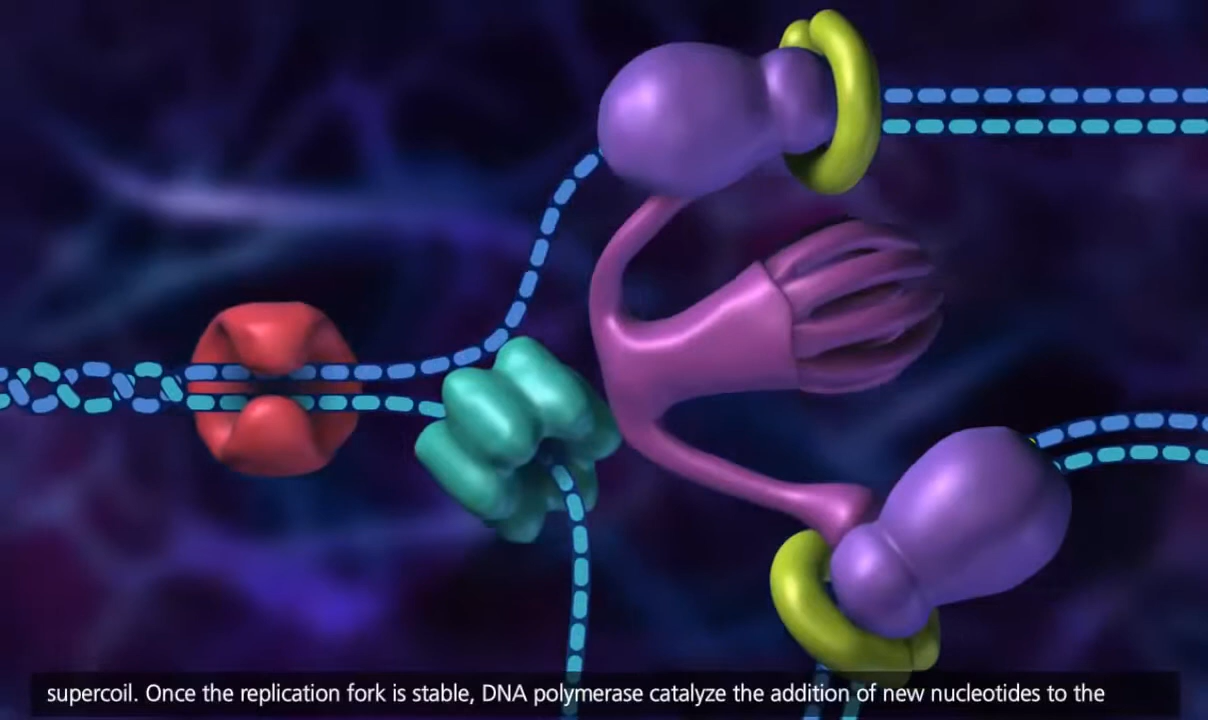 supercoil. Once the replication fork is stable, DNA polymerase catalyze the addition of new nucleotides to the